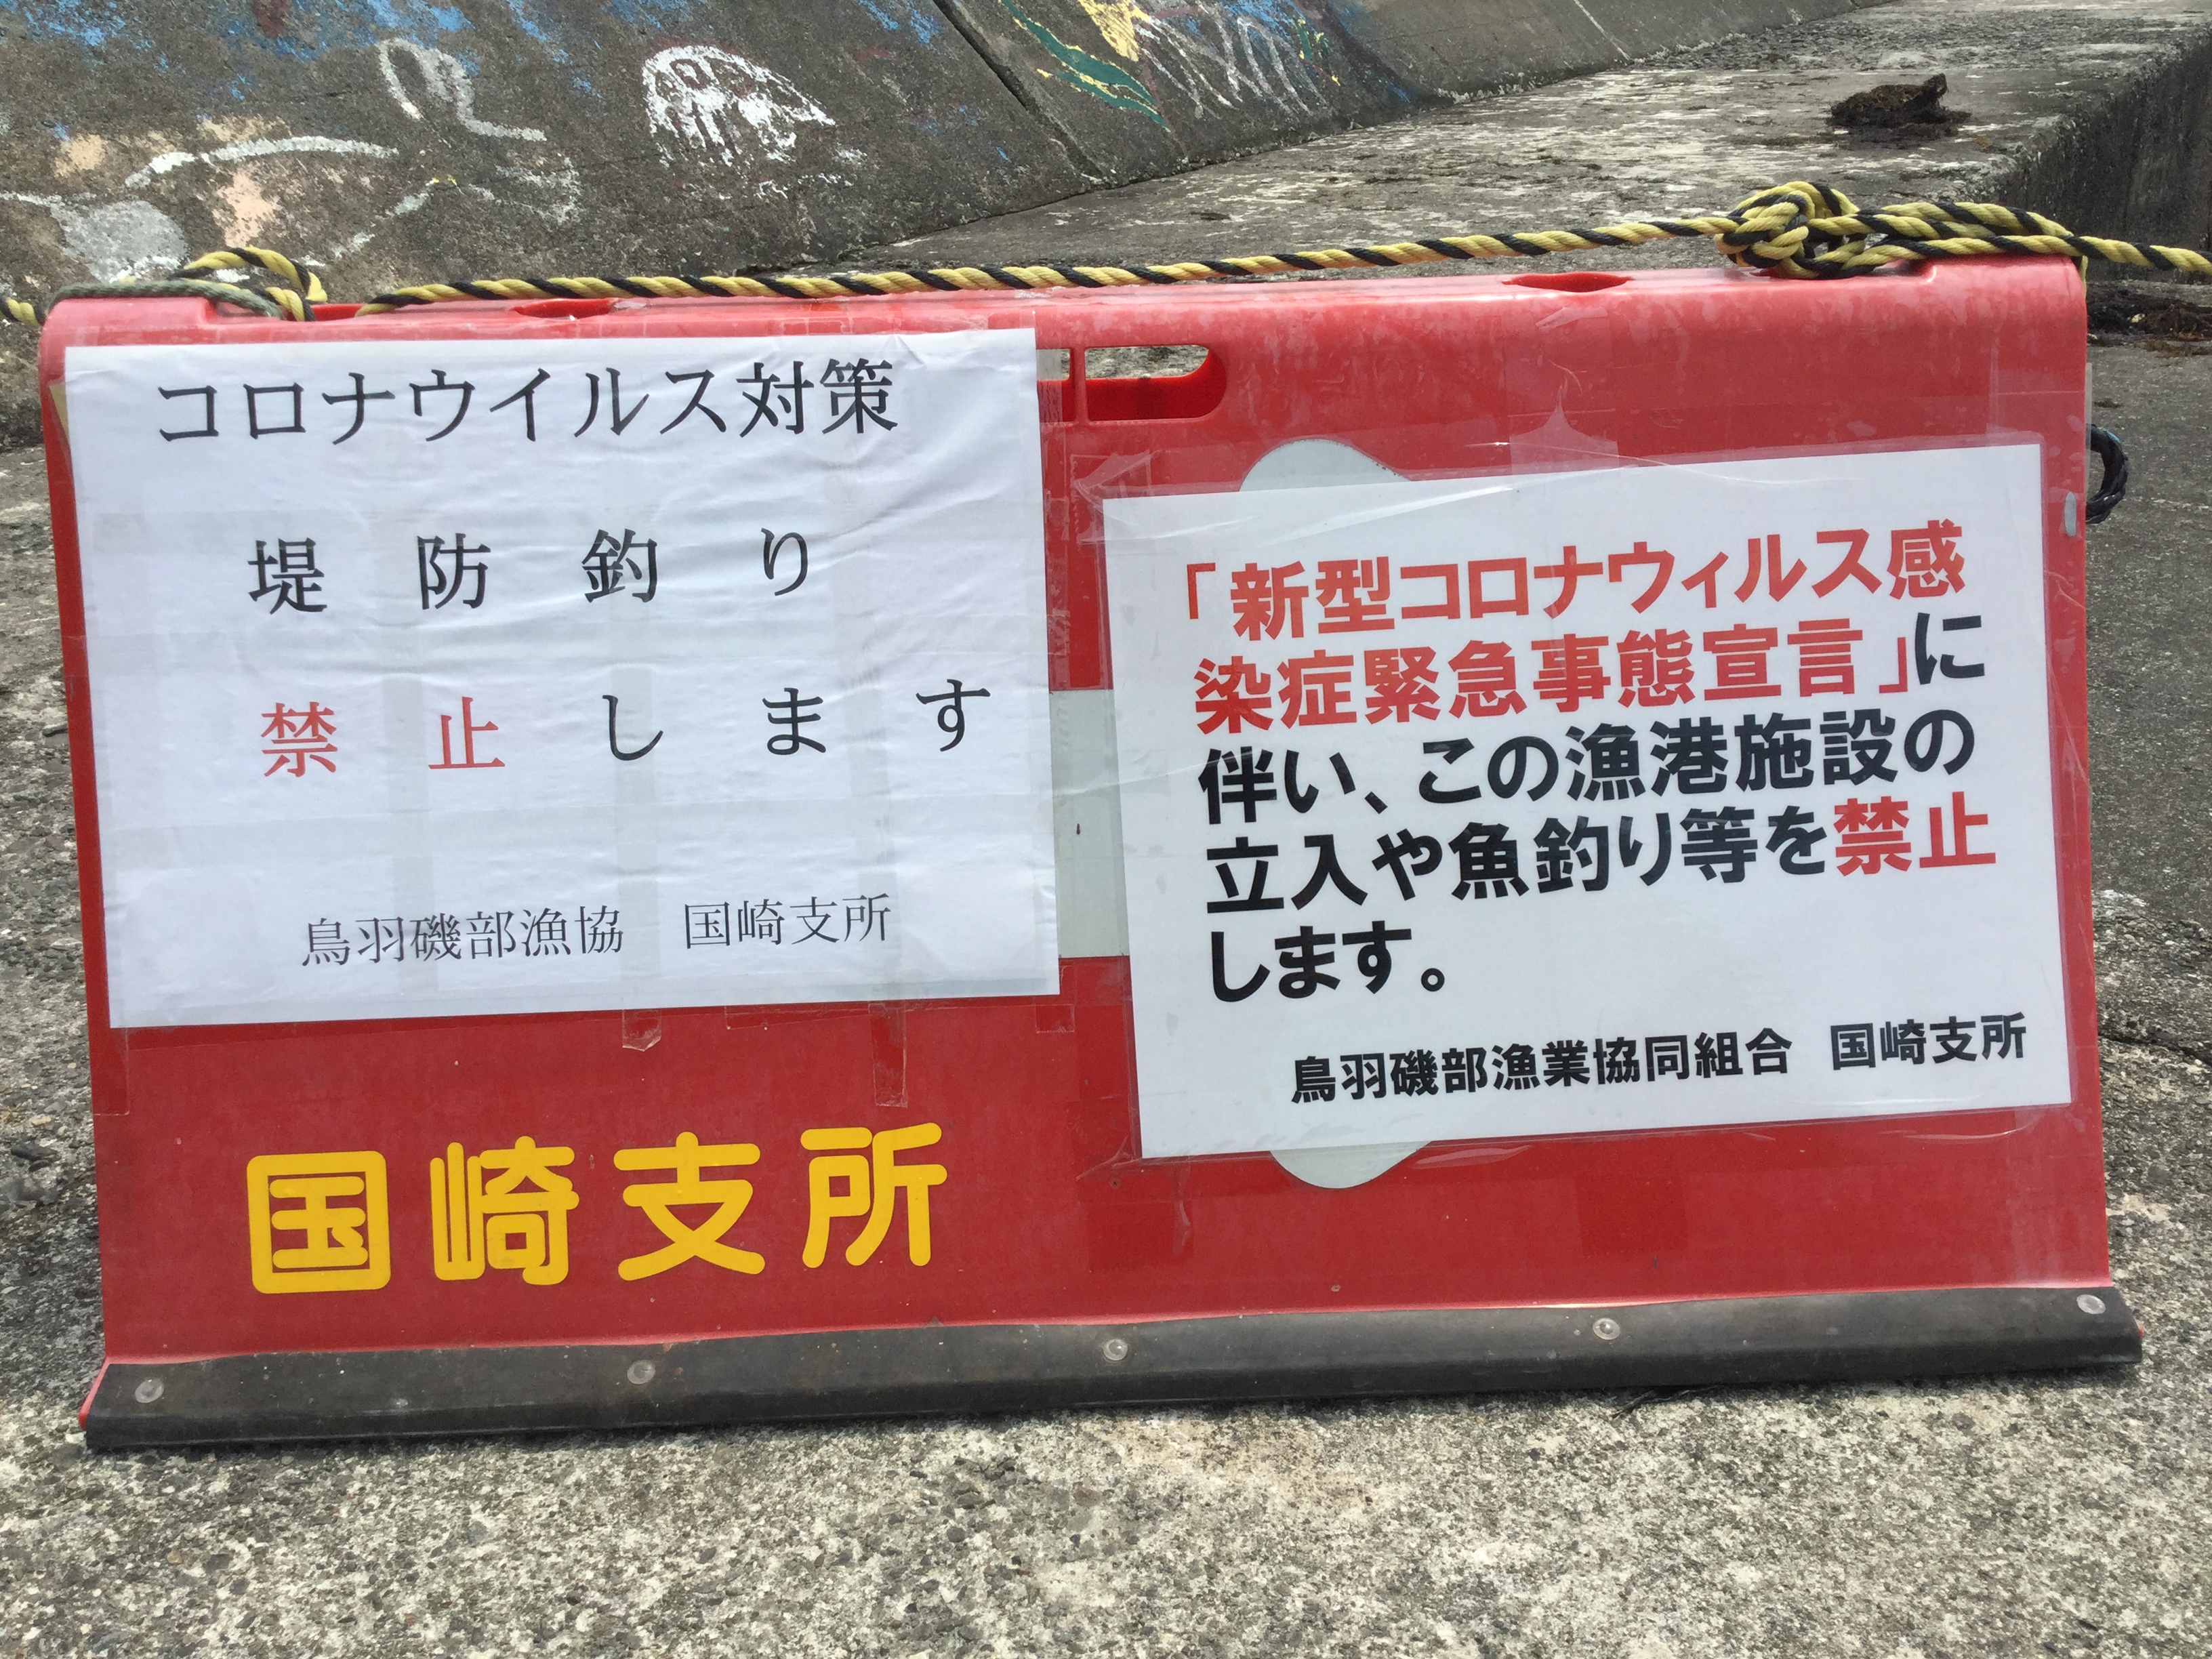 コロナウイルス対策
堤防釣り
禁止します
鳥羽磯部漁協　国崎支所
国崎支所
「新型コロナウィルス感
染症緊急事態宣言」に
伴い、この漁港施設の
立入や魚釣り等を禁止
します。
鳥羽磯部漁業協同組合　国崎支所